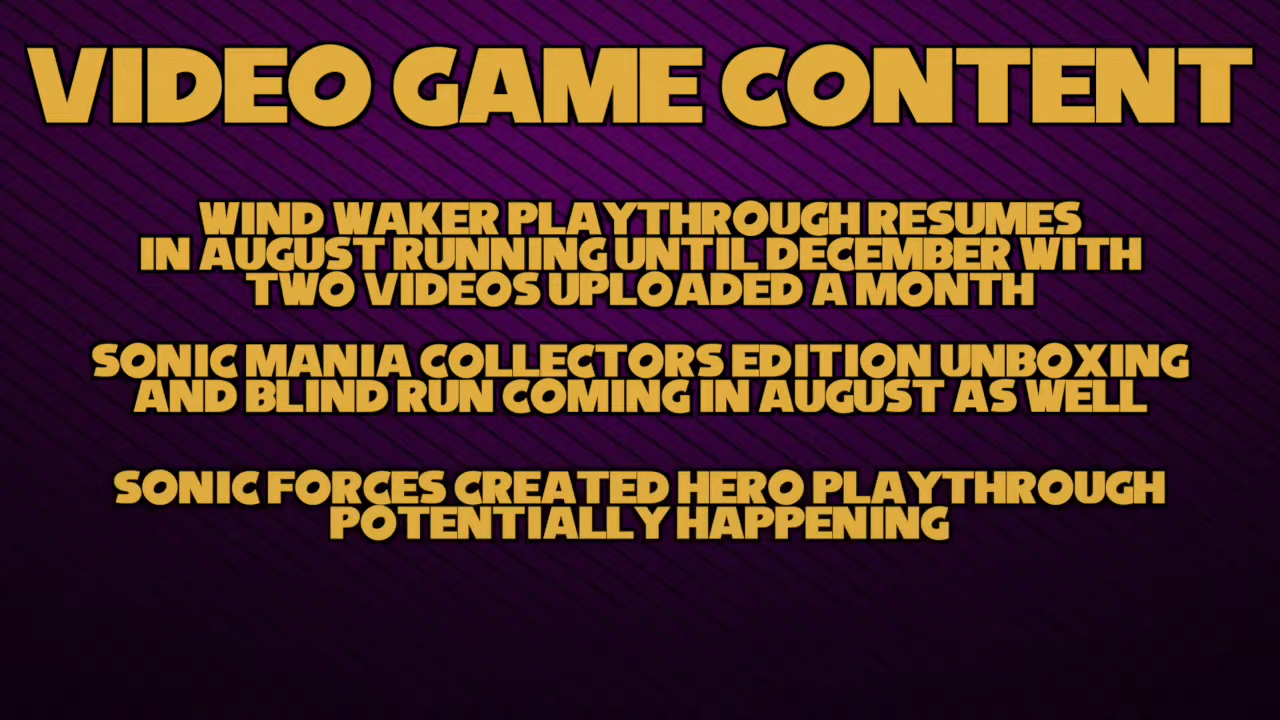 VIDEO GAME CONTENT
WIND WAKER PLAYTHROUGH RESUMES
IN AUGUST RUNNING UNTIL DECEMBER WITH
TWO VIDEOS UPLOADED A MONTH
SONIC MANIA COLLECTORS EDITION UNBOXING
AND BLIND RUN COMING IN AUGUST AS WELL
SONIC FORCES CREATED HERO PLAYTHROUGH
POTENTIALLY HAPPENING